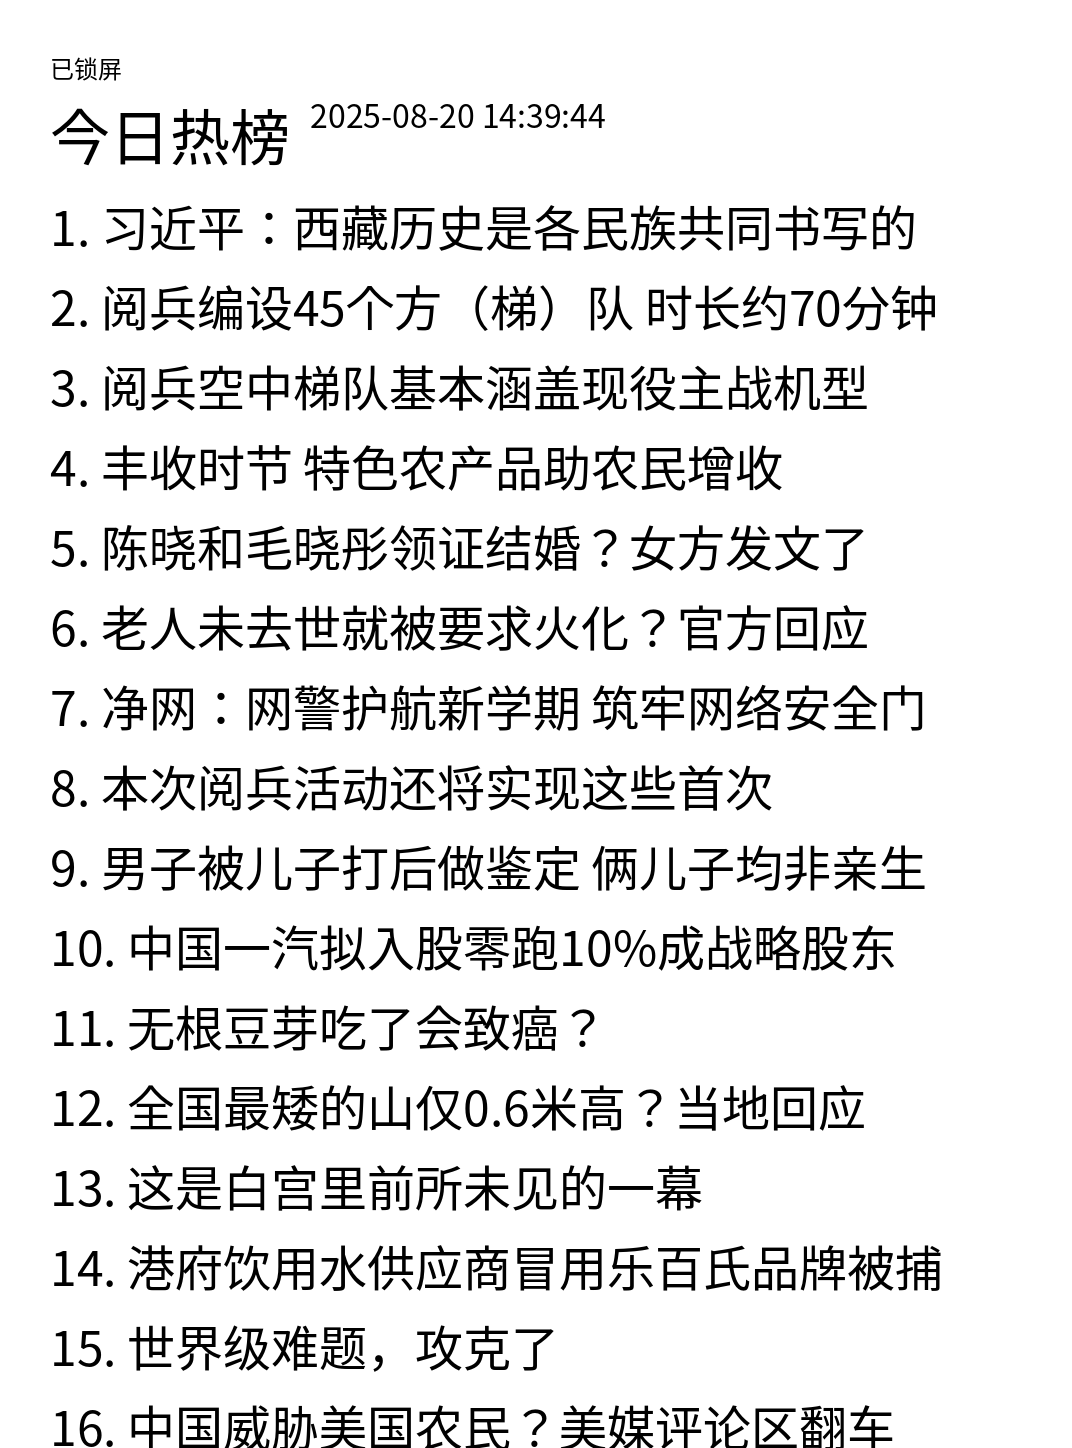 已锁屏
今日热榜 2025-08-20 14:39:44
1. 习近平：西藏历史是各民族共同书写的
2. 阅兵编设45个方（梯）队 时长约70分钟
3. 阅兵空中梯队基本涵盖现役主战机型
4. 丰收时节 特色农产品助农民增收
5. 陈晓和毛晓彤领证结婚？女方发文了
6. 老人未去世就被要求火化？官方回应
7. 净网：网警护航新学期 筑牢网络安全门
8. 本次阅兵活动还将实现这些首次
9. 男子被儿子打后做鉴定 俩儿子均非亲生
10. 中国一汽拟入股零跑10%成战略股东
11. 无根豆芽吃了会致癌？
12. 全国最矮的山仅0.6米高？当地回应
13. 这是白宫里前所未见的一幕
14. 港府饮用水供应商冒用乐百氏品牌被捕
15. 世界级难题，攻克了
16. 中国威胁美国农民？美媒评论区翻车